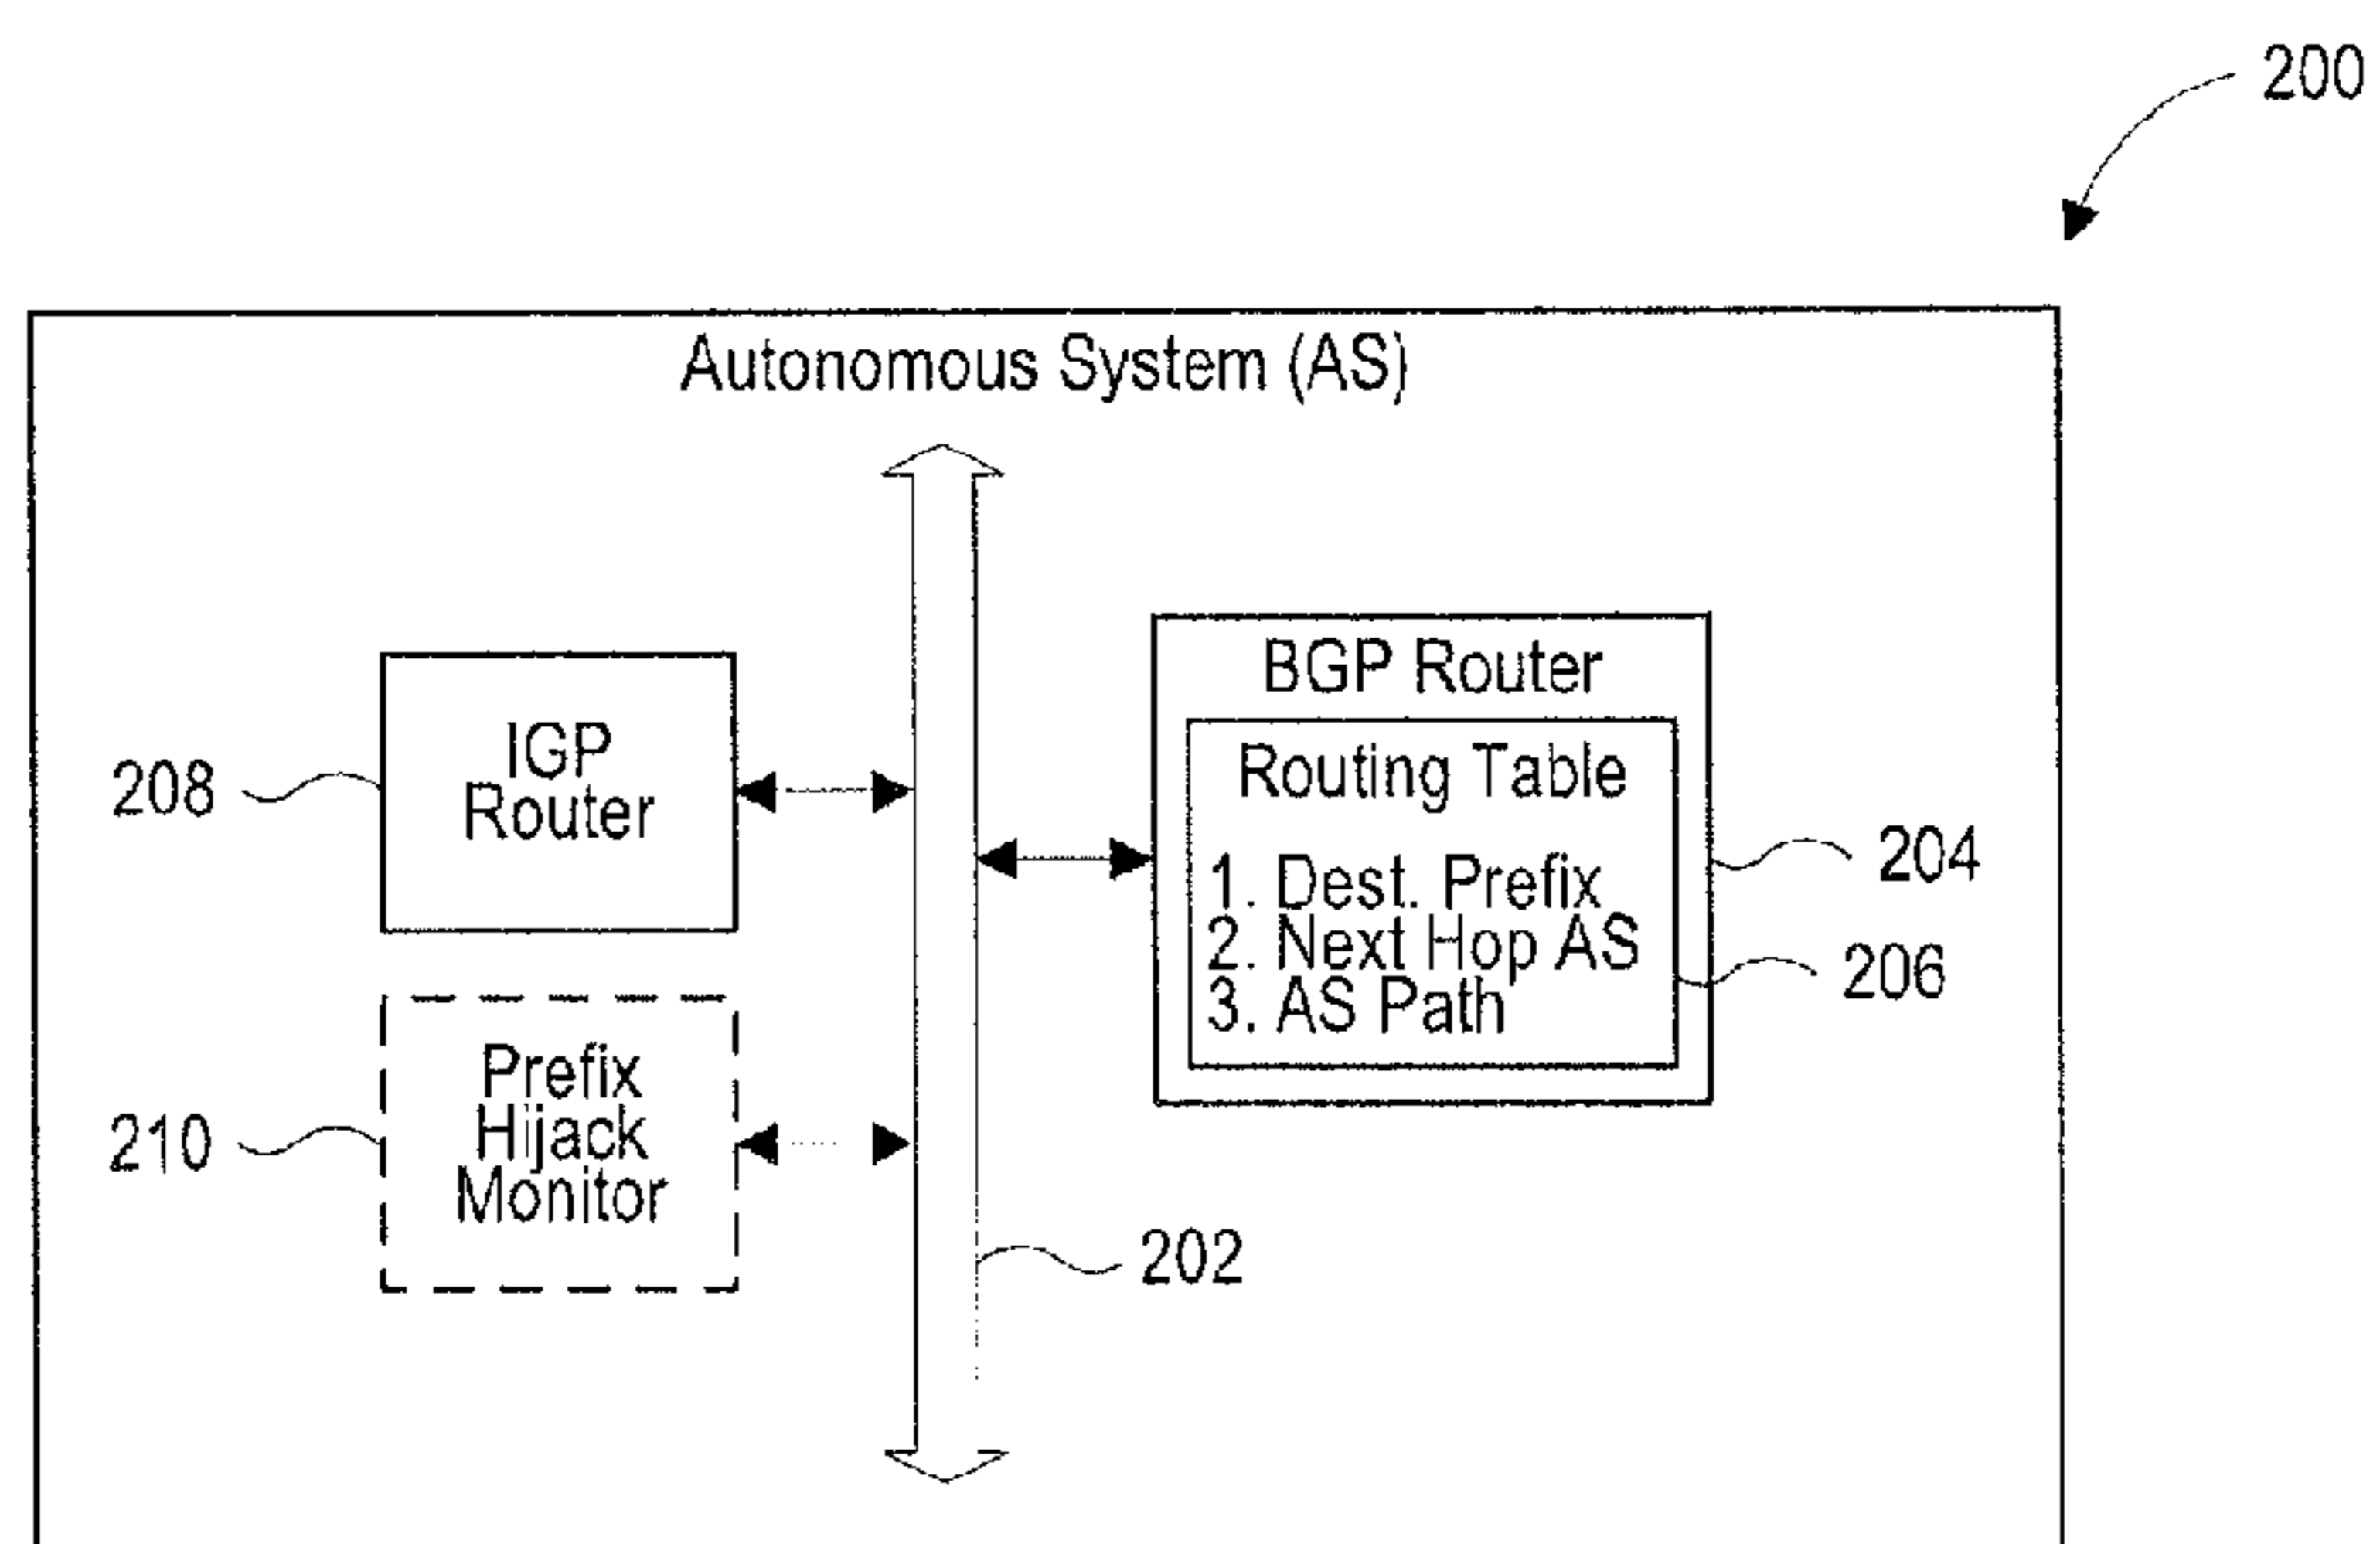 200
Autonomous System (AS)
BGP Router
IGP
Router
208
Routing Table
1. Dest. Prefix
2. Next Hop AS
3. AS Path
204
206
Prefix
Hijack
Monitor
210
202